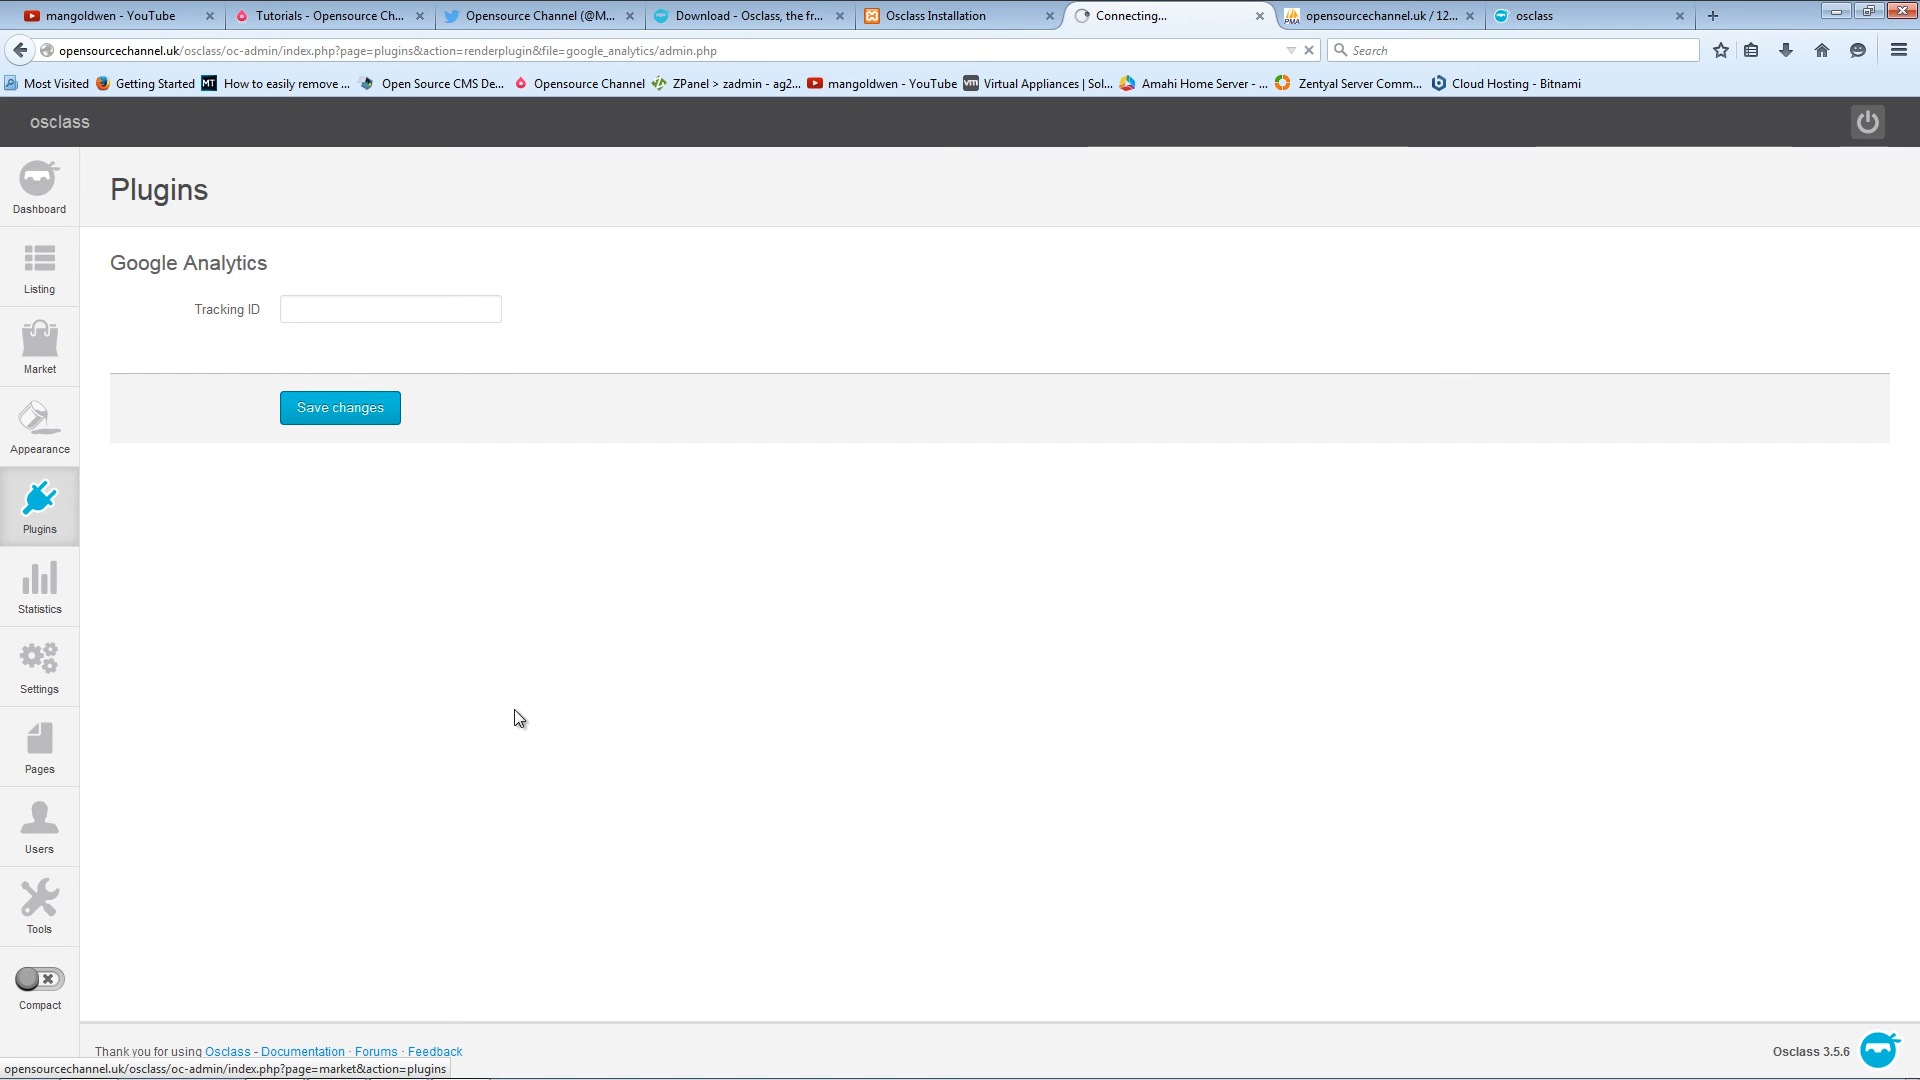 mangoldwen - YouTube
Tutorials - Opensource Ch...
Opensource Channel (@M...
Download - Osclass, the fr...
Osclass Installation
Connecting...
opensourcechannel.uk / 12...
osclass
opensourcechannel.uk/osclass/oc-admin/index.php?page=plugins&action=renderplugin&file=google_analytics/admin.php
Search
Most Visited
Getting Started
MT
How to easily remove ...
Open Source CMS De...
Opensource Channel
ZPanel > zadmin - ag2...
mangoldwen - YouTube
vm
Virtual Appliances | Sol...
Amahi Home Server - ...
Zentyal Server Comm...
Cloud Hosting - Bitnami
osclass
Plugins
Google Analytics
Tracking ID
Save changes
Dashboard
Listing
Market
Appearance
Plugins
Statistics
Settings
Pages
Users
Tools
Compact
Thank you for using Osclass - Documentation · Forums · Feedback
Osclass 3.5.6
opensourcechannel.uk/osclass/oc-admin/index.php?page=market&action=plugins